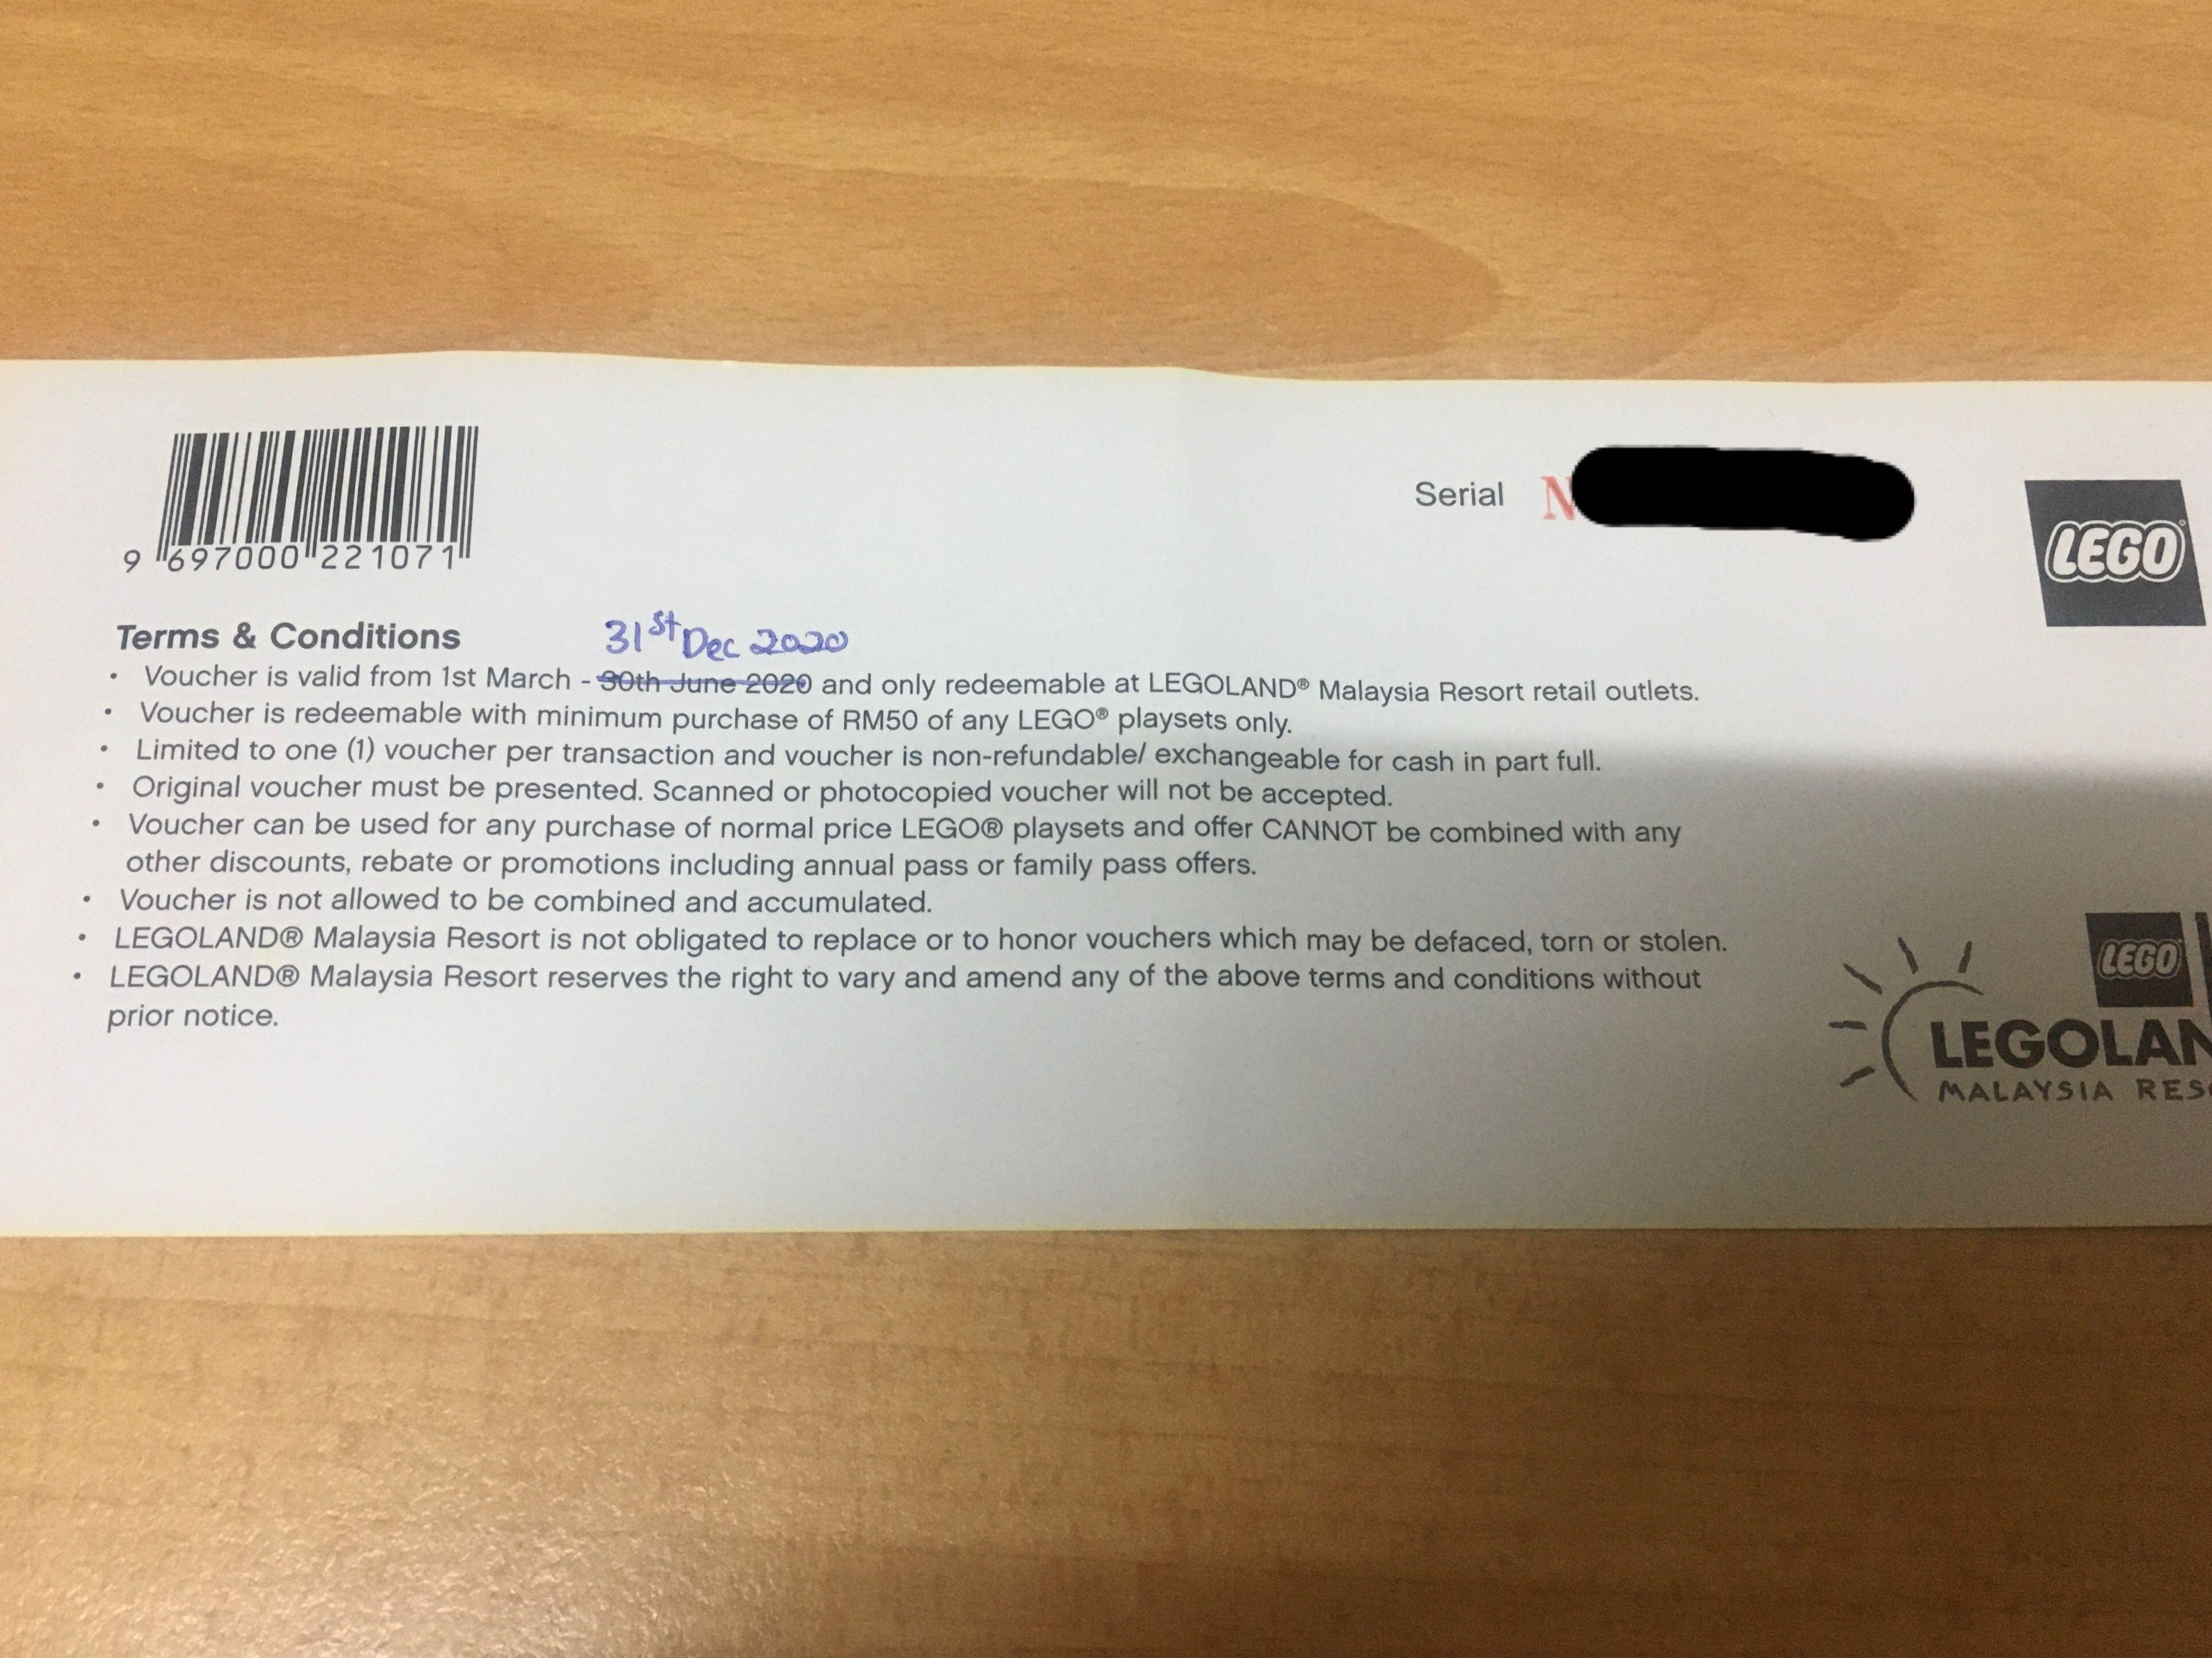 9 697000 221071
Serial N
LEGO
Terms & Conditions
31st Dec 2020
• Voucher is valid from 1st March - 30th June 2020 and only redeemable at LEGOLAND® Malaysia Resort retail outlets.
• Voucher is redeemable with minimum purchase of RM50 of any LEGO® playsets only.
• Limited to one (1) voucher per transaction and voucher is non-refundable/ exchangeable for cash in part full.
• Original voucher must be presented. Scanned or photocopied voucher will not be accepted.
• Voucher can be used for any purchase of normal price LEGO® playsets and offer CANNOT be combined with any
other discounts, rebate or promotions including annual pass or family pass offers.
• Voucher is not allowed to be combined and accumulated.
• LEGOLAND® Malaysia Resort is not obligated to replace or to honor vouchers which may be defaced, torn or stolen.
• LEGOLAND® Malaysia Resort reserves the right to vary and amend any of the above terms and conditions without
prior notice.
LEGO
LEGOLAN
MALAYSIA RES